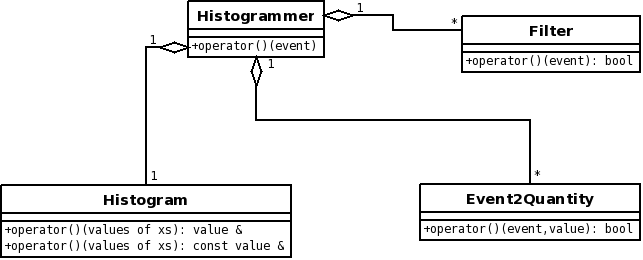 Histogrammer
+operator()(event)
1
*
Filter
+operator()(event): bool
1
1
1
*
Histogram
+operator()(values of xs): value &
+operator()(values of xs): const value &
Event2Quantity
+operator()(event,value): bool